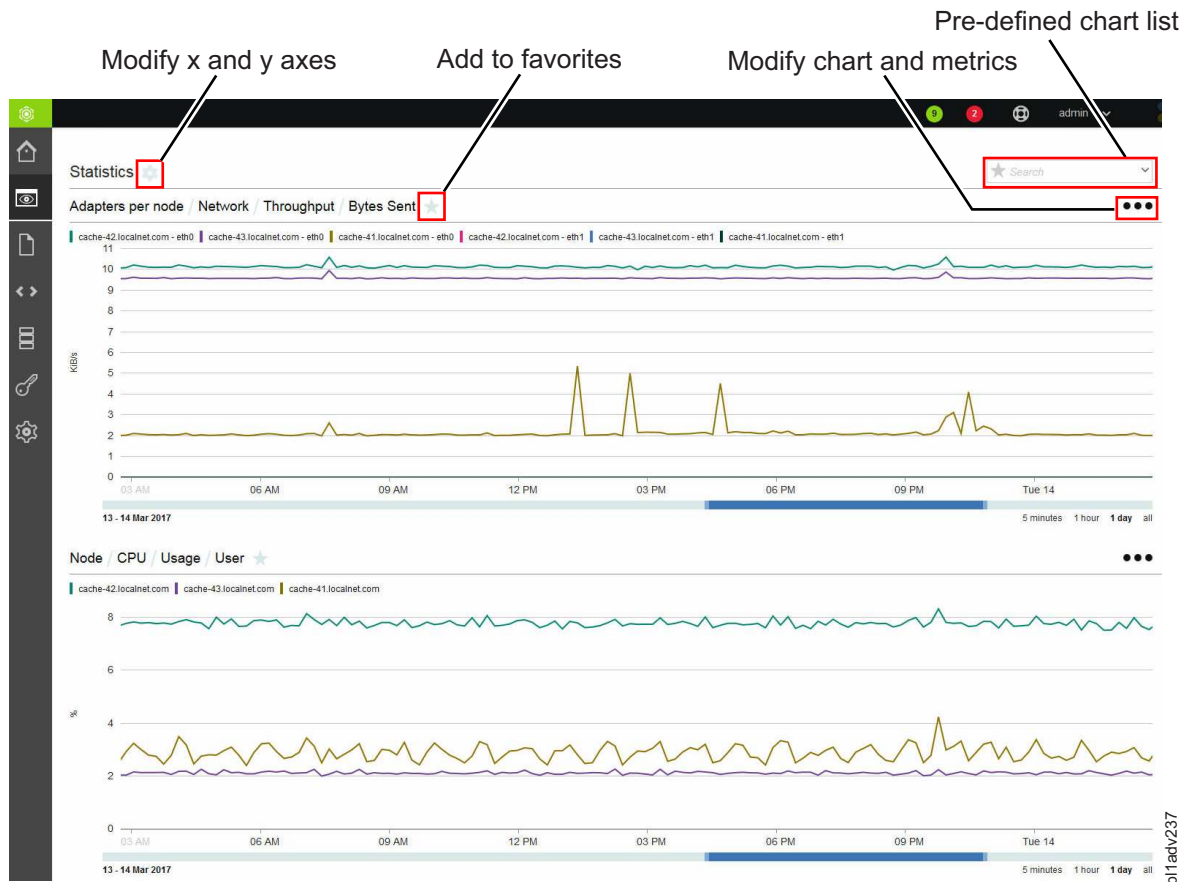 Pre-defined chart list
Modify x and y axes
Add to favorites
Modify chart and metrics
9 2 admin
Statistics
Search
Adapters per node / Network / Throughput / Bytes Sent
cache-42.localnet.com - eth0 cache-43.localnet.com - eth0 cache-41.localnet.com - eth0 cache-42.localnet.com - eth1 cache-43.localnet.com - eth1 cache-41.localnet.com - eth1
11
10
9
8
7
6
KiB/s
5
4
3
2
1
0
03 AM 06 AM 09 AM 12 PM 03 PM 06 PM 09 PM Tue 14
13 - 14 Mar 2017 5 minutes 1 hour 1 day all
Node / CPU / Usage / User
cache-42.localnet.com cache-43.localnet.com cache-41.localnet.com
8
6
%
4
2
0
03 AM 06 AM 09 AM 12 PM 03 PM 06 PM 09 PM Tue 14
13 - 14 Mar 2017 5 minutes 1 hour 1 day all